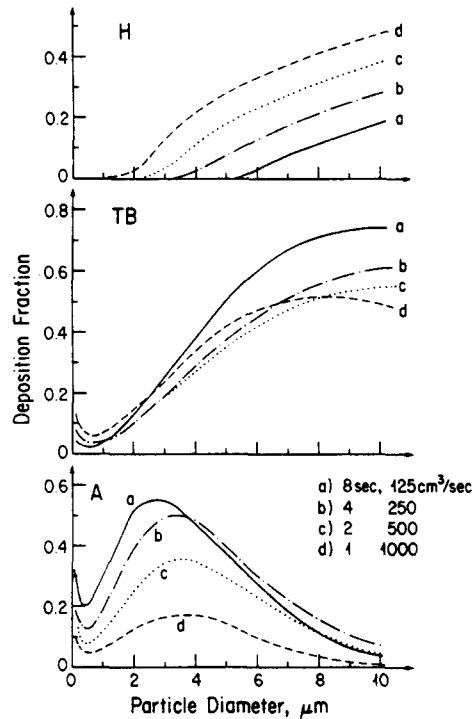 H
d
c
b
a
0.4
0.2
0
TB
a
b
c
d
0.8
0.6
0.4
0.2
0
Deposition Fraction
A
a
b
c
d
a) 8 sec, 125 cm³/sec
b) 4 250
c) 2 500
d) 1 1000
0.6
0.4
0.2
0
0 2 4 6 8 10
Particle Diameter, μm